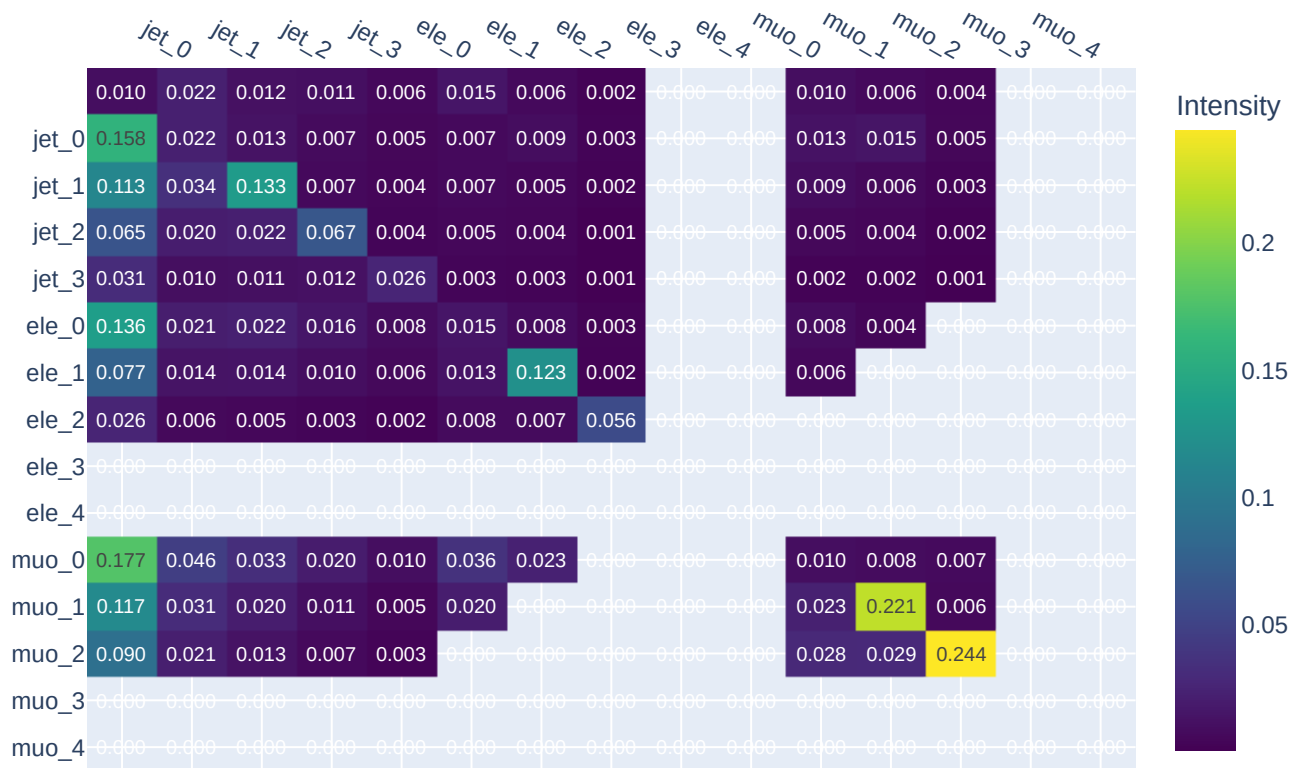 jet_0 jet_1 jet_2 jet_3 ele_0 ele_1 ele_2 ele_3 ele_4 muo_0 muo_1 muo_2 muo_3 muo_4
0.010 0.022 0.012 0.011 0.006 0.015 0.006 0.002 0.000 0.000 0.010 0.006 0.004 0.000 0.000
jet_0 0.158 0.022 0.013 0.007 0.005 0.007 0.009 0.003 0.000 0.000 0.013 0.015 0.005 0.000 0.000
jet_1 0.113 0.034 0.133 0.007 0.004 0.007 0.005 0.002 0.000 0.000 0.009 0.006 0.003 0.000 0.000
jet_2 0.065 0.020 0.022 0.067 0.004 0.005 0.004 0.001 0.000 0.000 0.005 0.004 0.002 0.000 0.000
jet_3 0.031 0.010 0.011 0.012 0.026 0.003 0.003 0.001 0.000 0.000 0.002 0.002 0.001 0.000 0.000
ele_0 0.136 0.021 0.022 0.016 0.008 0.015 0.008 0.003 0.000 0.000 0.008 0.004 0.000 0.000 0.000
ele_1 0.077 0.014 0.014 0.010 0.006 0.013 0.123 0.002 0.000 0.000 0.006 0.000 0.000 0.000 0.000
ele_2 0.026 0.006 0.005 0.003 0.002 0.008 0.007 0.056 0.000 0.000 0.000 0.000 0.000 0.000 0.000
ele_3 0.000 0.000 0.000 0.000 0.000 0.000 0.000 0.000 0.000 0.000 0.000 0.000 0.000 0.000 0.000
ele_4 0.000 0.000 0.000 0.000 0.000 0.000 0.000 0.000 0.000 0.000 0.000 0.000 0.000 0.000 0.000
muo_0 0.177 0.046 0.033 0.020 0.010 0.036 0.023 0.000 0.000 0.000 0.010 0.008 0.007 0.000 0.000
muo_1 0.117 0.031 0.020 0.011 0.005 0.020 0.000 0.000 0.000 0.000 0.023 0.221 0.006 0.000 0.000
muo_2 0.090 0.021 0.013 0.007 0.003 0.000 0.000 0.000 0.000 0.000 0.028 0.029 0.244 0.000 0.000
muo_3 0.000 0.000 0.000 0.000 0.000 0.000 0.000 0.000 0.000 0.000 0.000 0.000 0.000 0.000 0.000
muo_4 0.000 0.000 0.000 0.000 0.000 0.000 0.000 0.000 0.000 0.000 0.000 0.000 0.000 0.000 0.000
Intensity
0.2
0.15
0.1
0.05